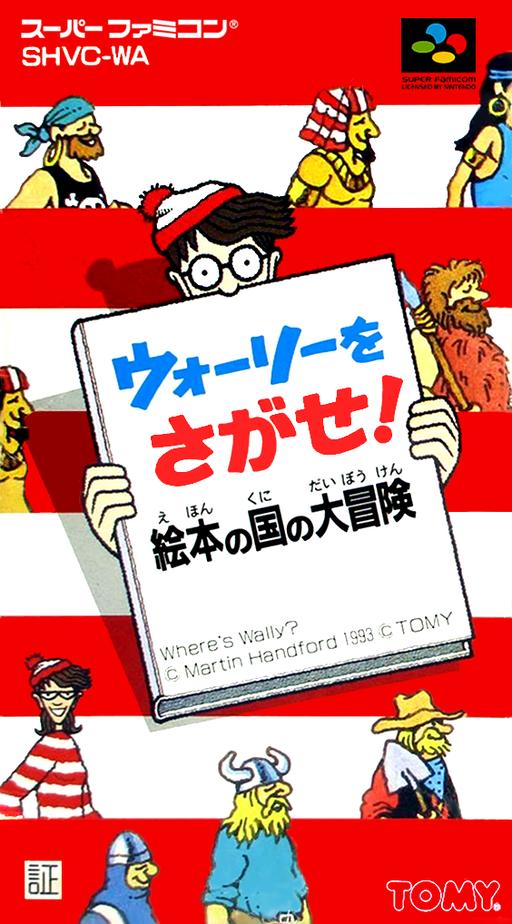 スーパーファミコン®
SHVC-WA
SUPER FAMICOM
LICENSED BY NINTENDO
ウォーリーを
さがせ!
え ほん くに だい ぼう けん
絵本の国の大冒険
Where's Wally?
© Martin Handford 1993 © TOMY
証
TOMY®